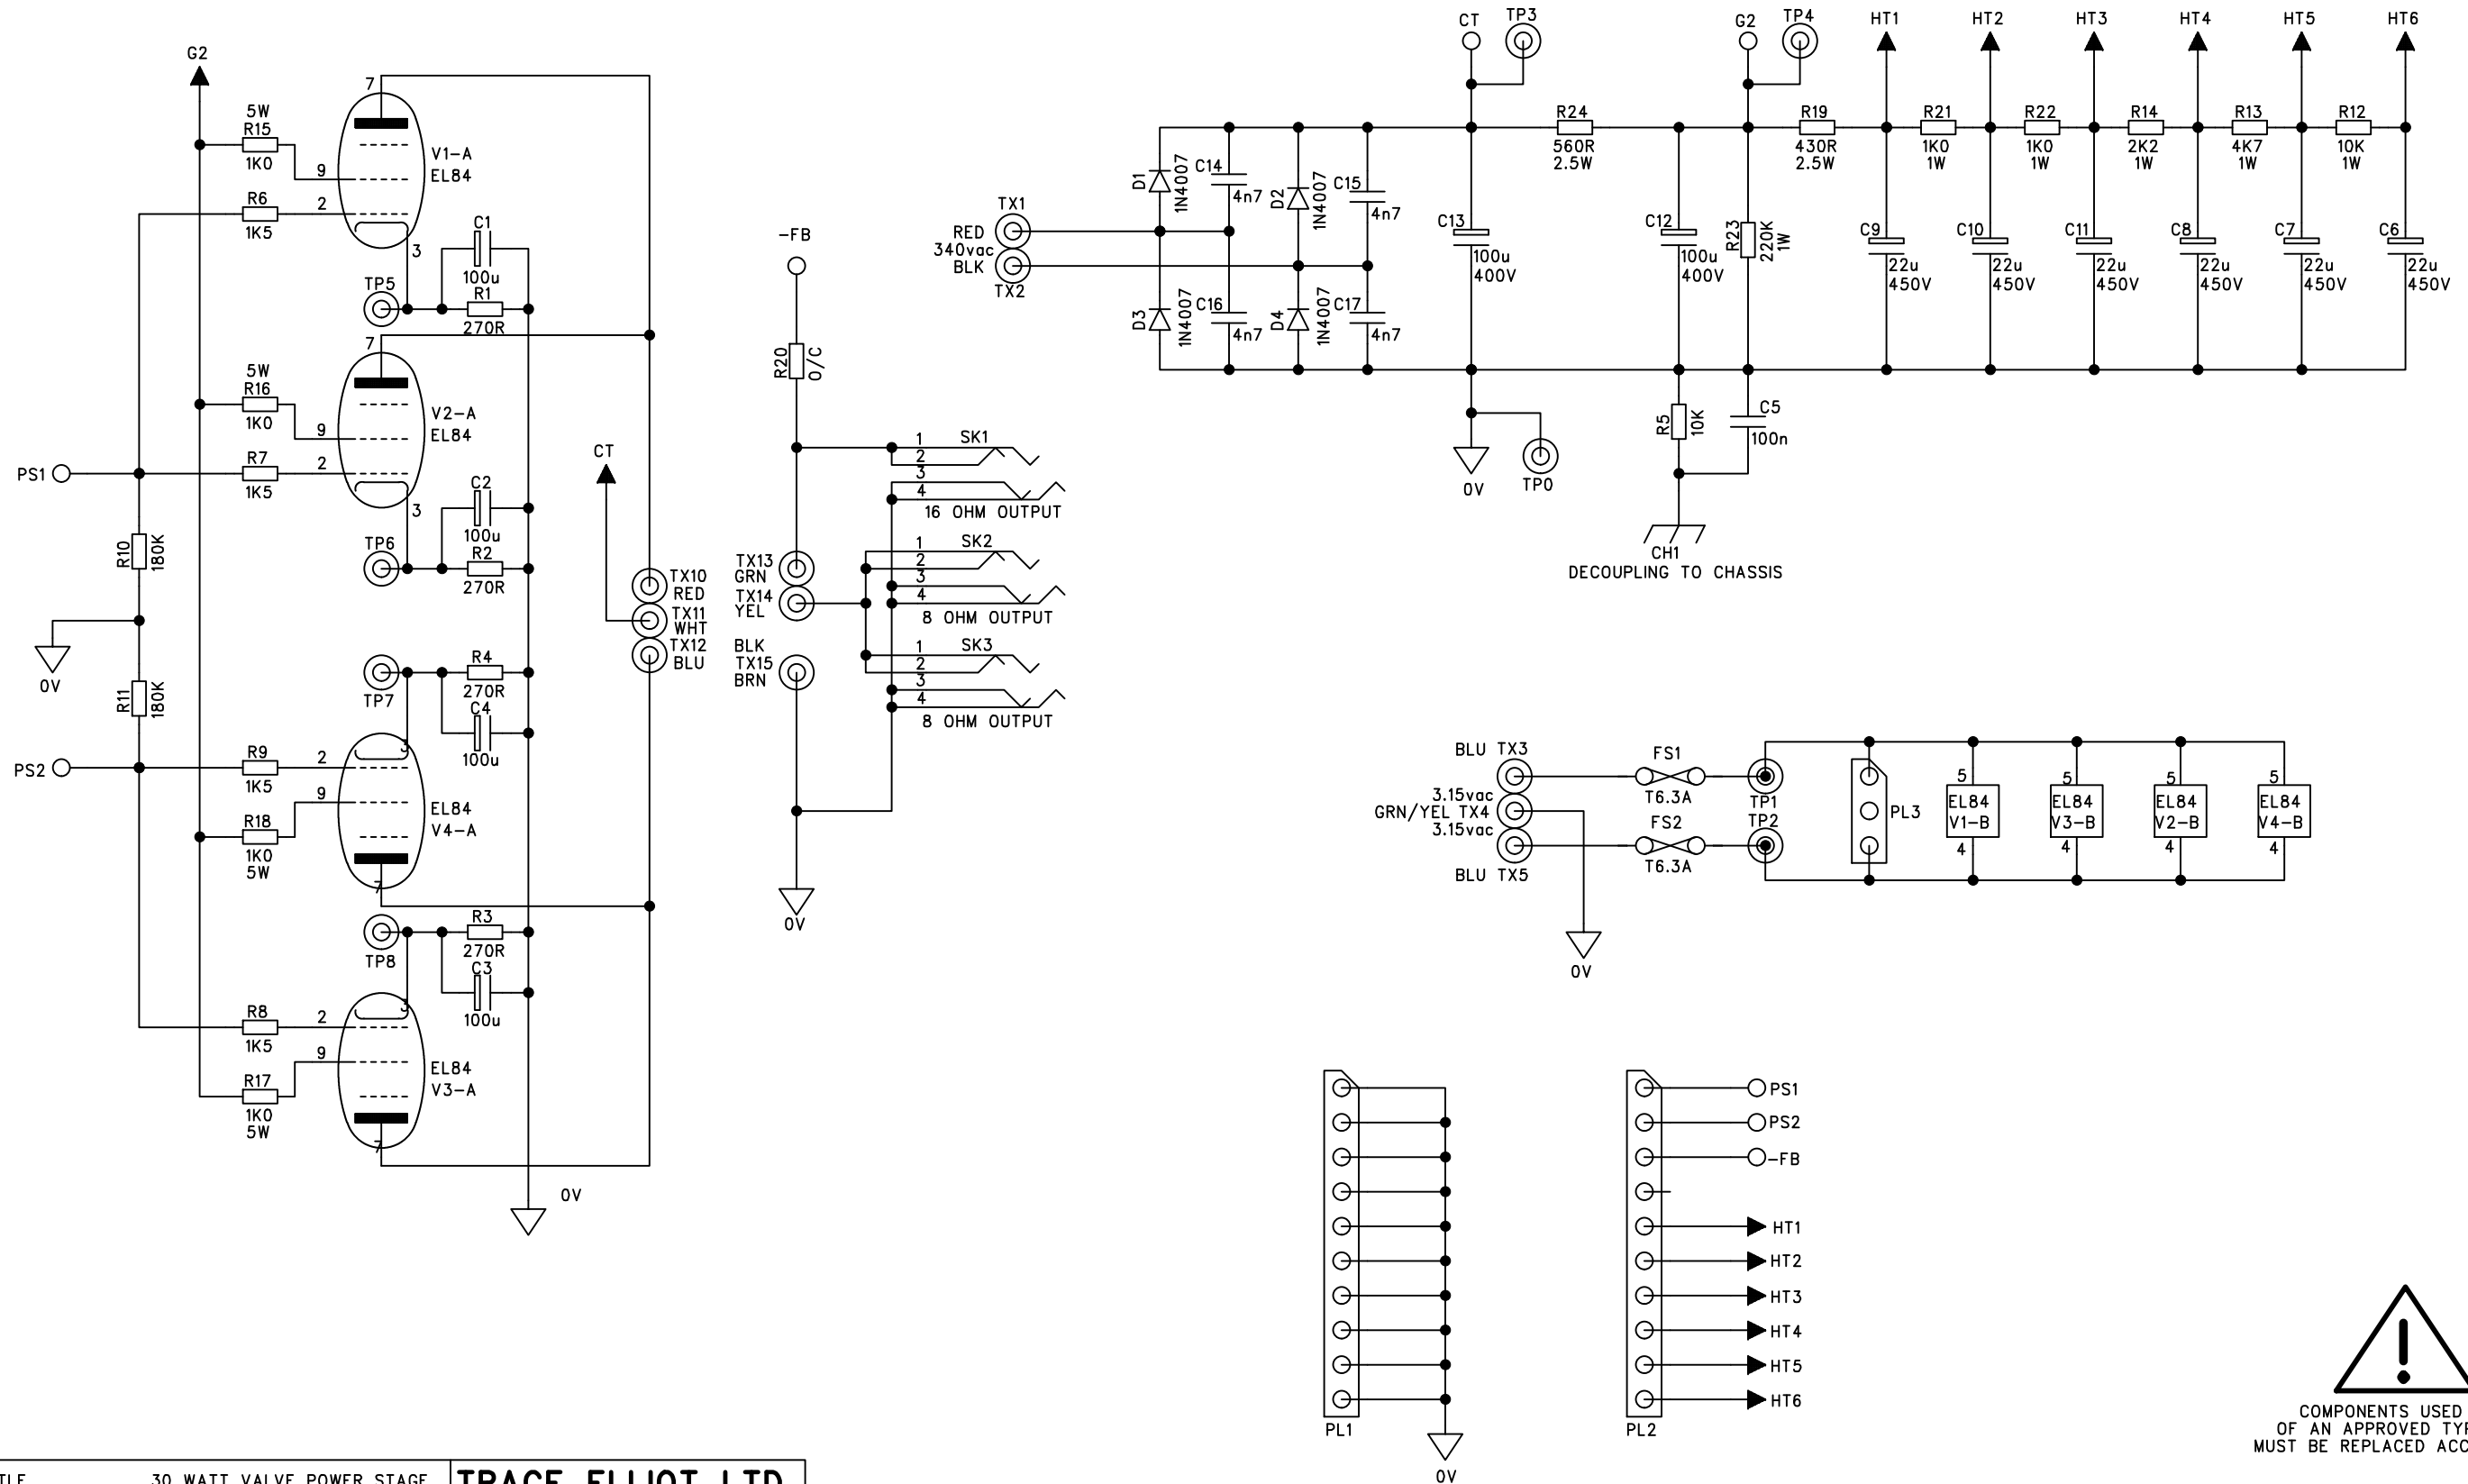 G2
7
5W
R15
1K0
9
V1-A
EL84
R6
1K5
2
3
C1
100u
TP5
R1
270R
7
5W
R16
1K0
9
V2-A
EL84
PS1
R7
1K5
2
3
C2
100u
TP6
R2
270R
R10
180K
0V
R11
180K
TP7
R4
270R
C4
100u
3
PS2
R9
1K5
2
9
EL84
V4-A
R18
1K0
5W
7
TP8
R3
270R
C3
100u
3
R8
1K5
2
9
EL84
V3-A
R17
1K0
5W
7
0V
CT
TX10
RED
TX11
WHT
TX12
BLU
-FB
R20
O/C
TX13
GRN
TX14
YEL
BLK
TX15
BRN
0V
1
SK1
2
3
4
16 OHM OUTPUT
1
SK2
2
3
4
8 OHM OUTPUT
1
SK3
2
3
4
8 OHM OUTPUT
TX1
RED
340vac
BLK
TX2
D1
1N4007
C14
4n7
D2
1N4007
C15
4n7
D3
1N4007
C16
4n7
D4
1N4007
C17
4n7
CT
TP3
C13
100u
400V
R24
560R
2.5W
0V
TP0
C12
100u
400V
G2
TP4
R23
220K
1W
R5
10K
C5
100n
CH1
DECOUPLING TO CHASSIS
R19
430R
2.5W
HT1
R21
1K0
1W
HT2
R22
1K0
1W
HT3
R14
2K2
1W
HT4
R13
4K7
1W
HT5
R12
10K
1W
HT6
C9
22u
450V
C10
22u
450V
C11
22u
450V
C8
22u
450V
C7
22u
450V
C6
22u
450V
BLU TX3
3.15vac
GRN/YEL TX4
3.15vac
BLU TX5
FS1
T6.3A
FS2
T6.3A
0V
TP1
TP2
PL3
5
EL84
V1-B
4
5
EL84
V3-B
4
5
EL84
V2-B
4
5
EL84
V4-B
4
PL1
0V
PL2
PS1
PS2
-FB
HT1
HT2
HT3
HT4
HT5
HT6
!
COMPONENTS USED
OF AN APPROVED TYP
MUST BE REPLACED ACC
TLE
30 WATT VALVE POWER STAGE
TRACE ELLIOT LTD